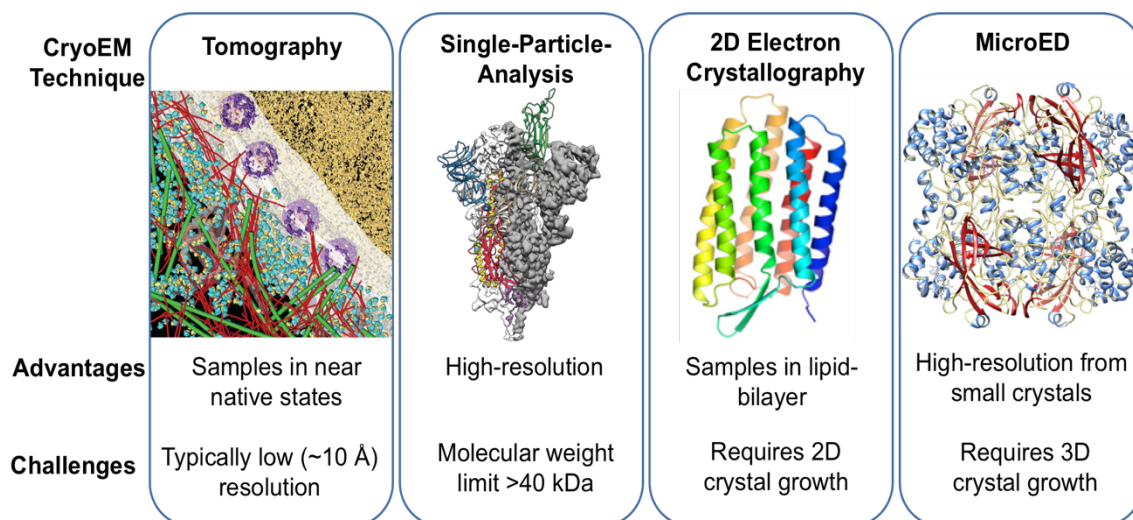 CryoEM
Technique
Tomography
Single-Particle-
Analysis
2D Electron
Crystallography
MicroED
Advantages
Samples in near
native states
High-resolution
Samples in lipid-
bilayer
High-resolution from
small crystals
Challenges
Typically low (~10 Å)
resolution
Molecular weight
limit >40 kDa
Requires 2D
crystal growth
Requires 3D
crystal growth